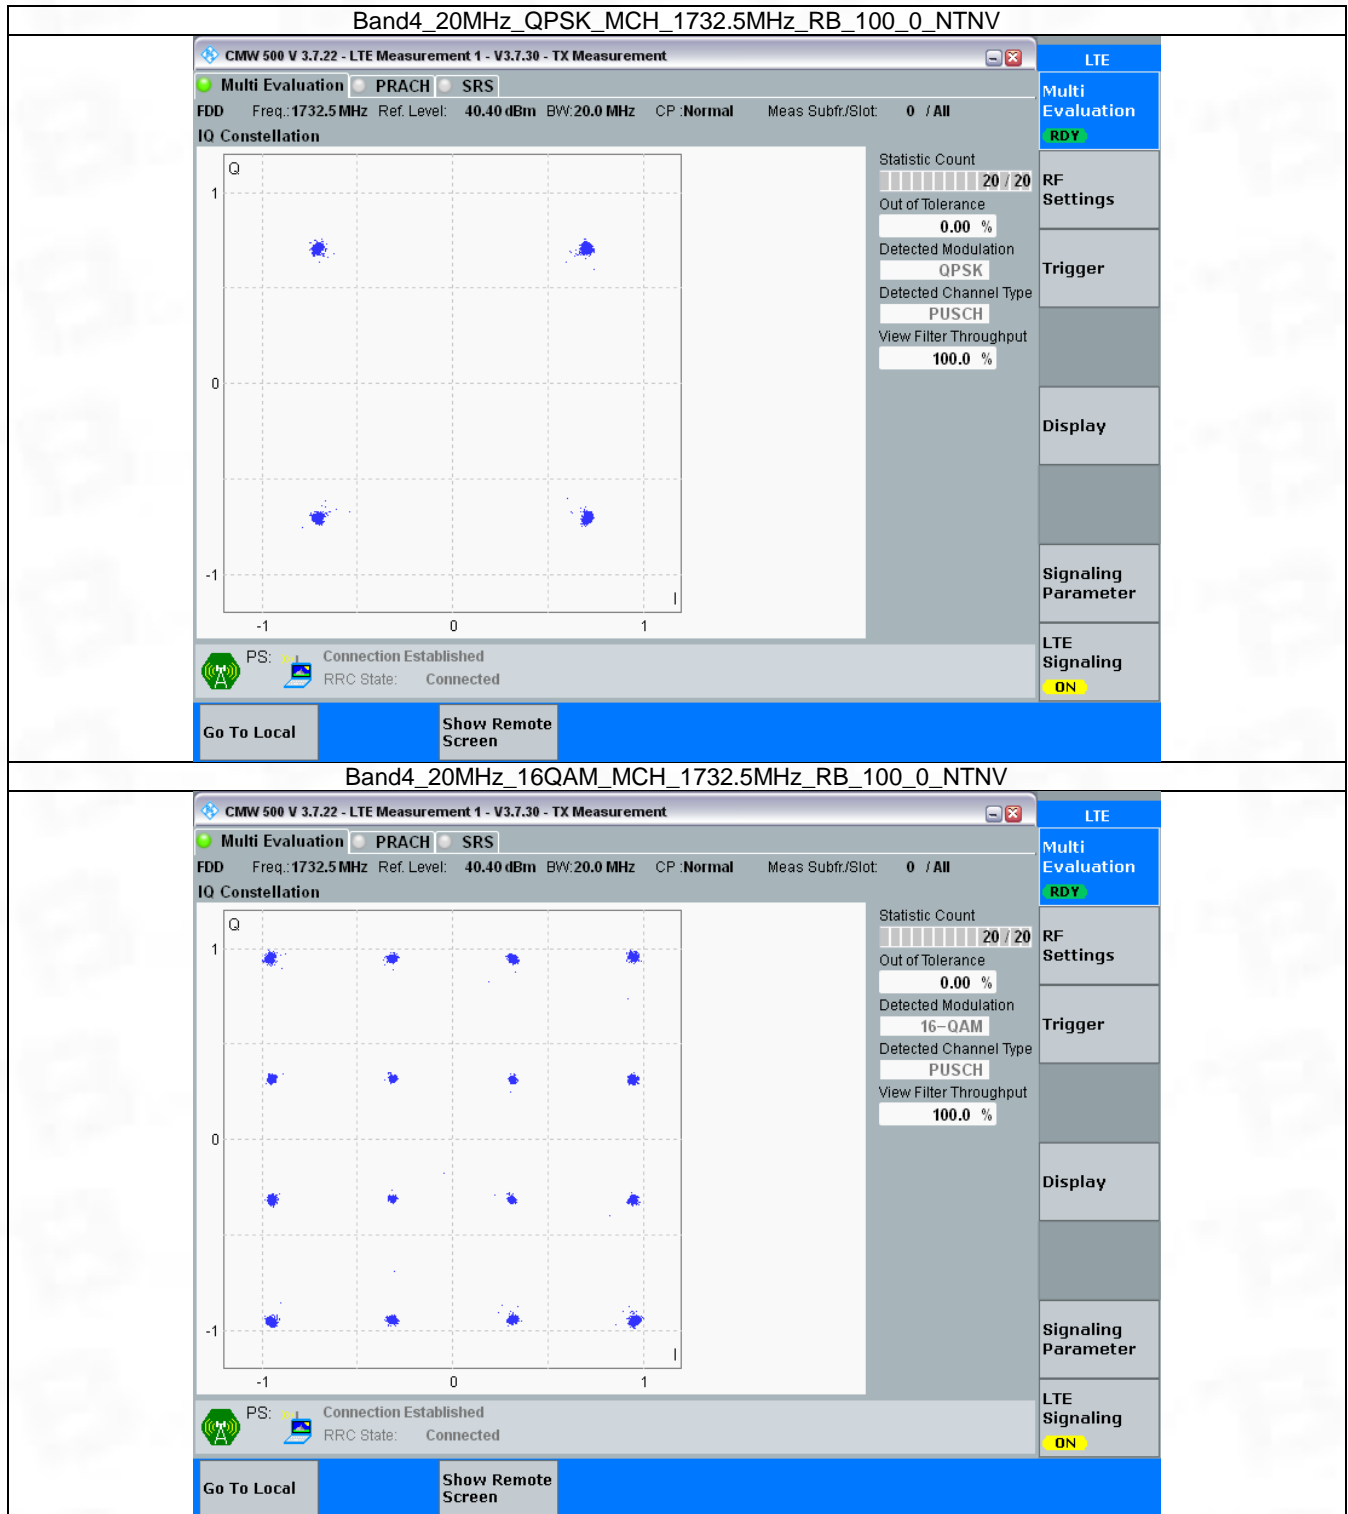 Band4_20MHz_QPSK_MCH_1732.5MHz_RB_100_0_NTNV
CMW 500 V 3.7.22 - LTE Measurement 1 - V3.7.30 - TX Measurement
LTE
Multi Evaluation PRACH SRS
Multi
Evaluation
RDY
FDD Freq.:1732.5 MHz Ref. Level: 40.40 dBm BW:20.0 MHz CP :Normal Meas Subfr./Slot: 0 / All
IQ Constellation
Q
1
0
-1
I
-1 0 1
Statistic Count
20 / 20
Out of Tolerance
0.00 %
Detected Modulation
QPSK
Detected Channel Type
PUSCH
View Filter Throughput
100.0 %
RF
Settings
Trigger
Display
Signaling
Parameter
LTE
Signaling
ON
PS: Connection Established
RRC State: Connected
Go To Local
Show Remote
Screen
Band4_20MHz_16QAM_MCH_1732.5MHz_RB_100_0_NTNV
CMW 500 V 3.7.22 - LTE Measurement 1 - V3.7.30 - TX Measurement
LTE
Multi Evaluation PRACH SRS
Multi
Evaluation
RDY
FDD Freq.:1732.5 MHz Ref. Level: 40.40 dBm BW:20.0 MHz CP :Normal Meas Subfr./Slot: 0 / All
IQ Constellation
Q
1
0
-1
I
-1 0 1
Statistic Count
20 / 20
Out of Tolerance
0.00 %
Detected Modulation
16-QAM
Detected Channel Type
PUSCH
View Filter Throughput
100.0 %
RF
Settings
Trigger
Display
Signaling
Parameter
LTE
Signaling
ON
PS: Connection Established
RRC State: Connected
Go To Local
Show Remote
Screen